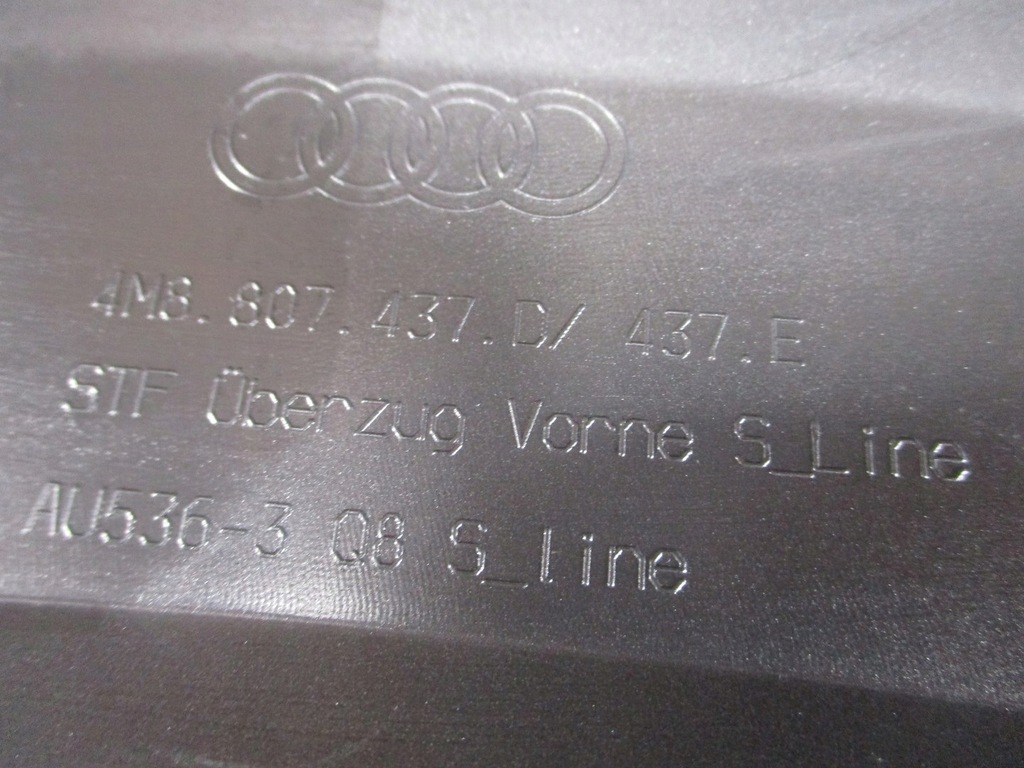 4M8.807.437.D/ 437.E
STF Überzug Vorne S_Line
AU536-3 Q8 S_line